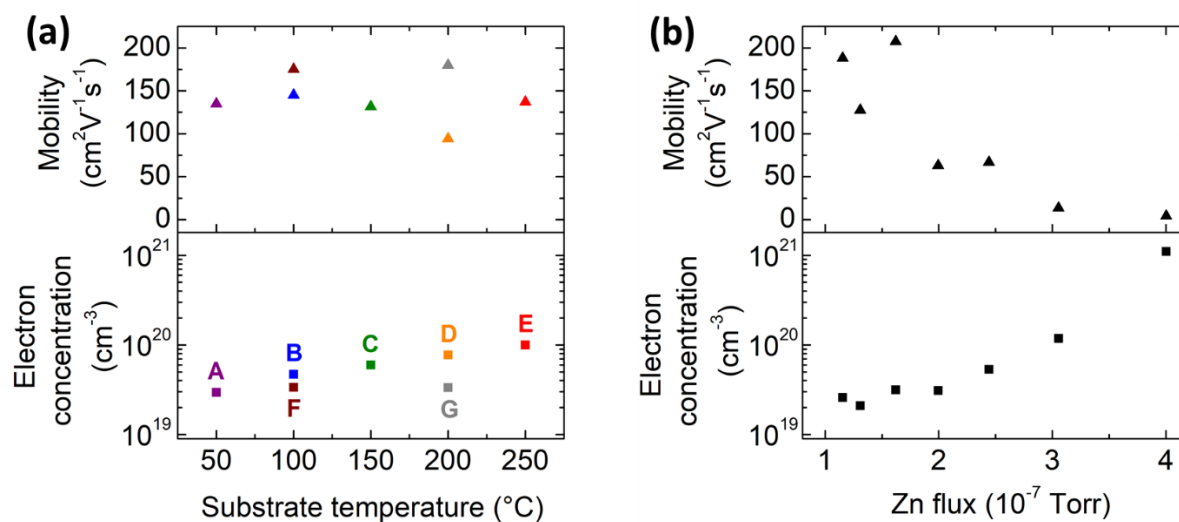 (a)
Mobility
(cm²V⁻¹s⁻¹)
200
150
100
50
0
Electron
concentration
(cm⁻³)
10²¹
10²⁰
10¹⁹
A
B
C
D
E
F
G
50 100 150 200 250
Substrate temperature (°C)
(b)
Mobility
(cm²V⁻¹s⁻¹)
200
150
100
50
0
Electron
concentration
(cm⁻³)
10²¹
10²⁰
10¹⁹
1 2 3 4
Zn flux (10⁻⁷ Torr)